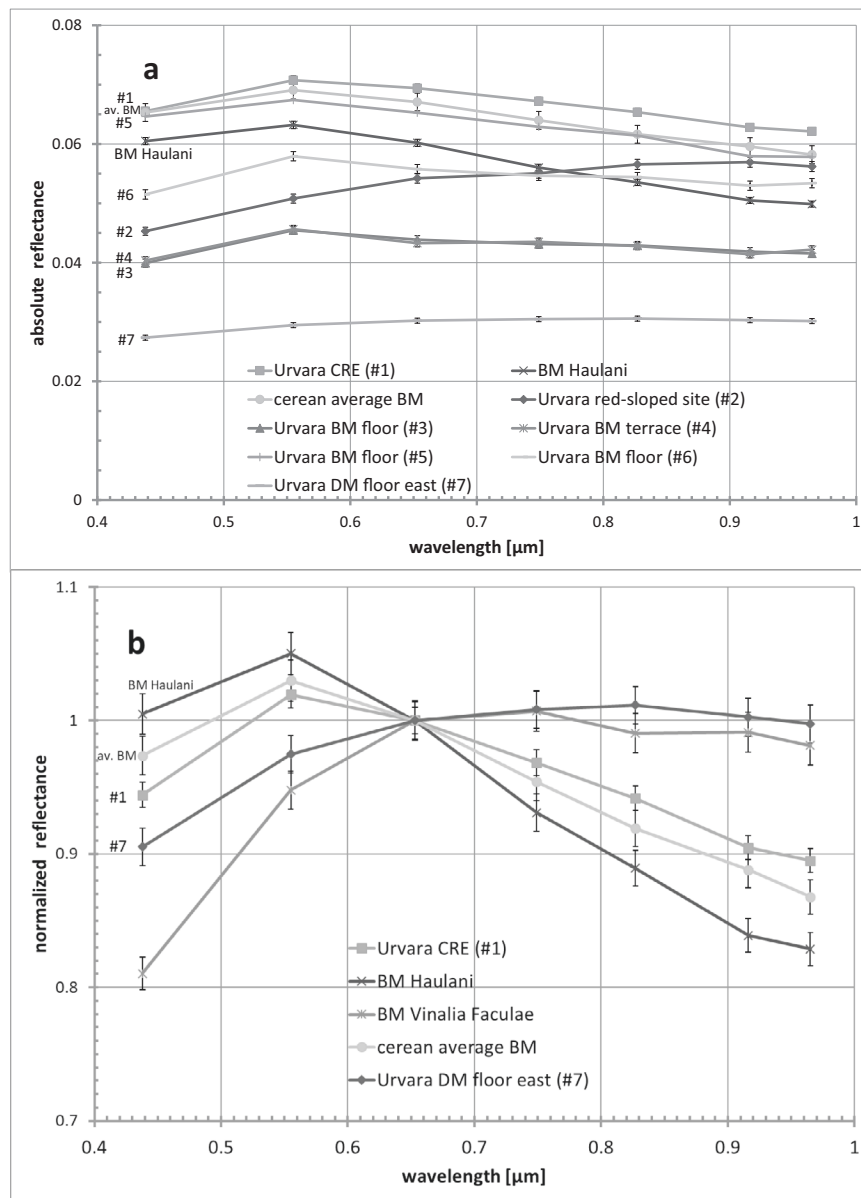 0.08
a
#1
av. BM
#5
0.06
BM Haulani
#6
#2
#4
0.04
#3
#7
absolute reflectance
Urvara CRE (#1) BM Haulani
cerean average BM Urvara red-sloped site (#2)
0.02
Urvara BM floor (#3) Urvara BM terrace (#4)
Urvara BM floor (#5) Urvara BM floor (#6)
Urvara DM floor east (#7)
0
0.4 0.5 0.6 0.7 0.8 0.9 1
wavelength [µm]
1.1
b
BM Haulani
1
av. BM
#1
#7
0.9
normalized reflectance
Urvara CRE (#1)
BM Haulani
0.8
BM Vinalia Faculae
cerean average BM
Urvara DM floor east (#7)
0.7
0.4 0.5 0.6 0.7 0.8 0.9 1
wavelength [µm]